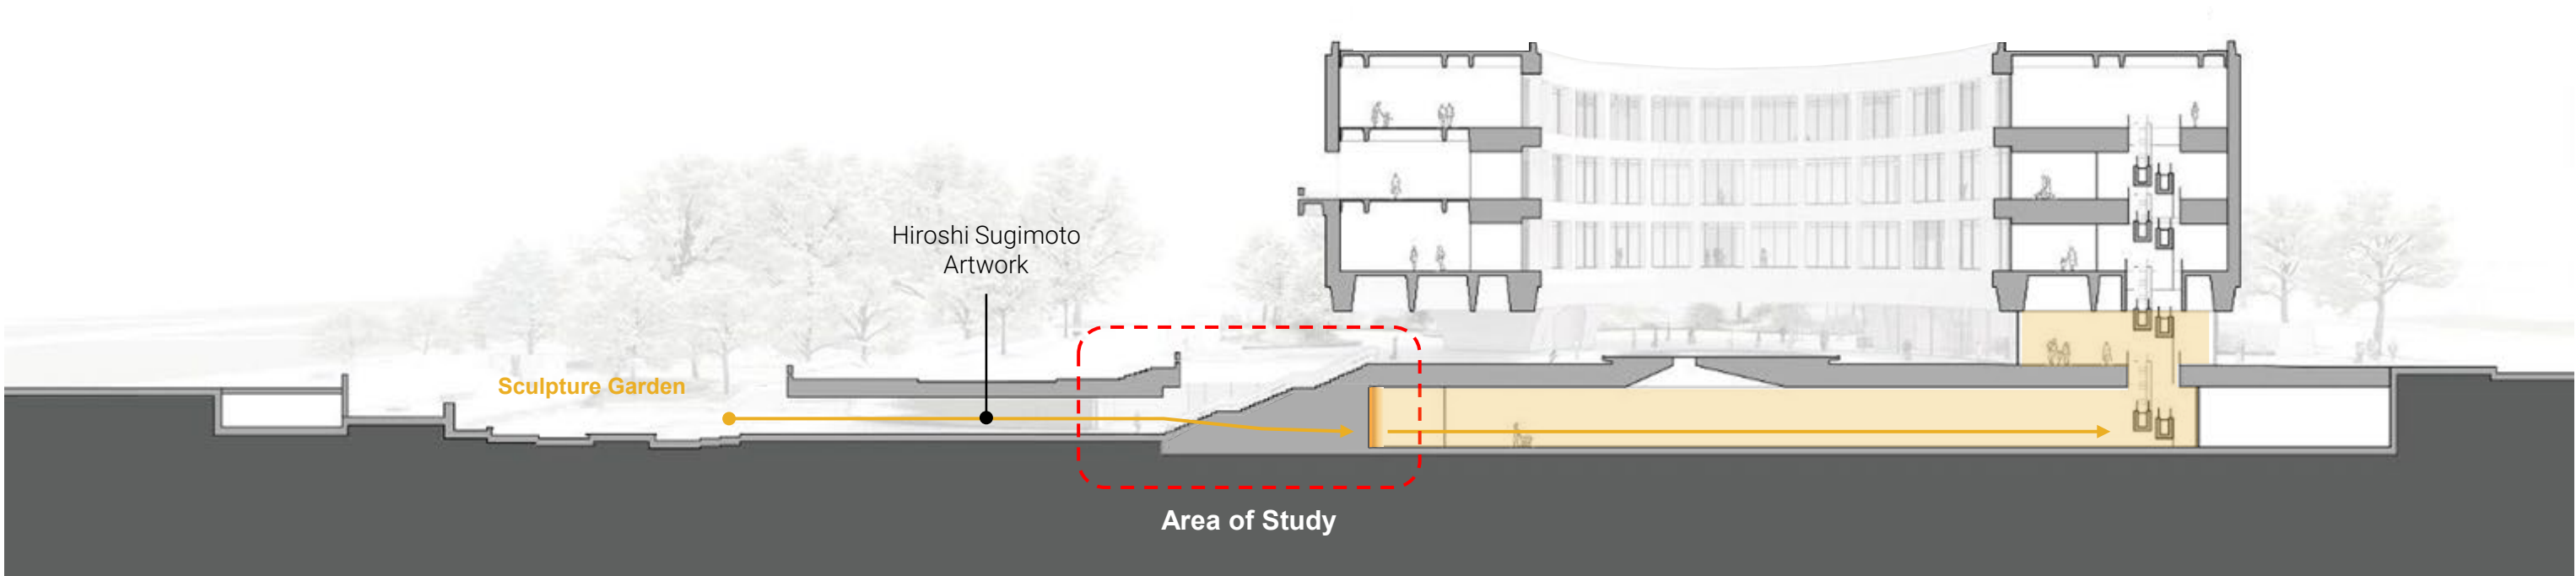 Hiroshi Sugimoto
Artwork
Sculpture Garden
Area of Study